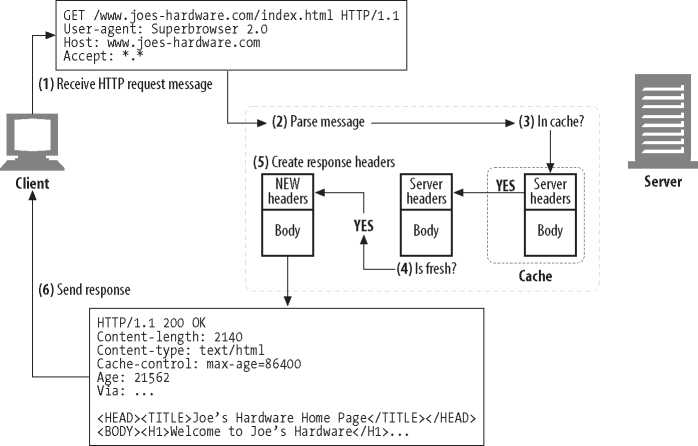 GET /www.joes-hardware.com/index.html HTTP/1.1
User-agent: Superbrowser 2.0
Host: www.joes-hardware.com
Accept: *.*
(1) Receive HTTP request message
(2) Parse message
(3) In cache?
Client
Server
(5) Create response headers
NEW
headers
Body
YES
Server
headers
Body
YES
Server
headers
Body
(4) Is fresh?
Cache
(6) Send response
HTTP/1.1 200 OK
Content-length: 2140
Content-type: text/html
Cache-control: max-age=86400
Age: 21562
Via: ...
<HEAD><TITLE>Joe's Hardware Home Page</TITLE></HEAD>
<BODY><H1>Welcome to Joe's Hardware</H1>...